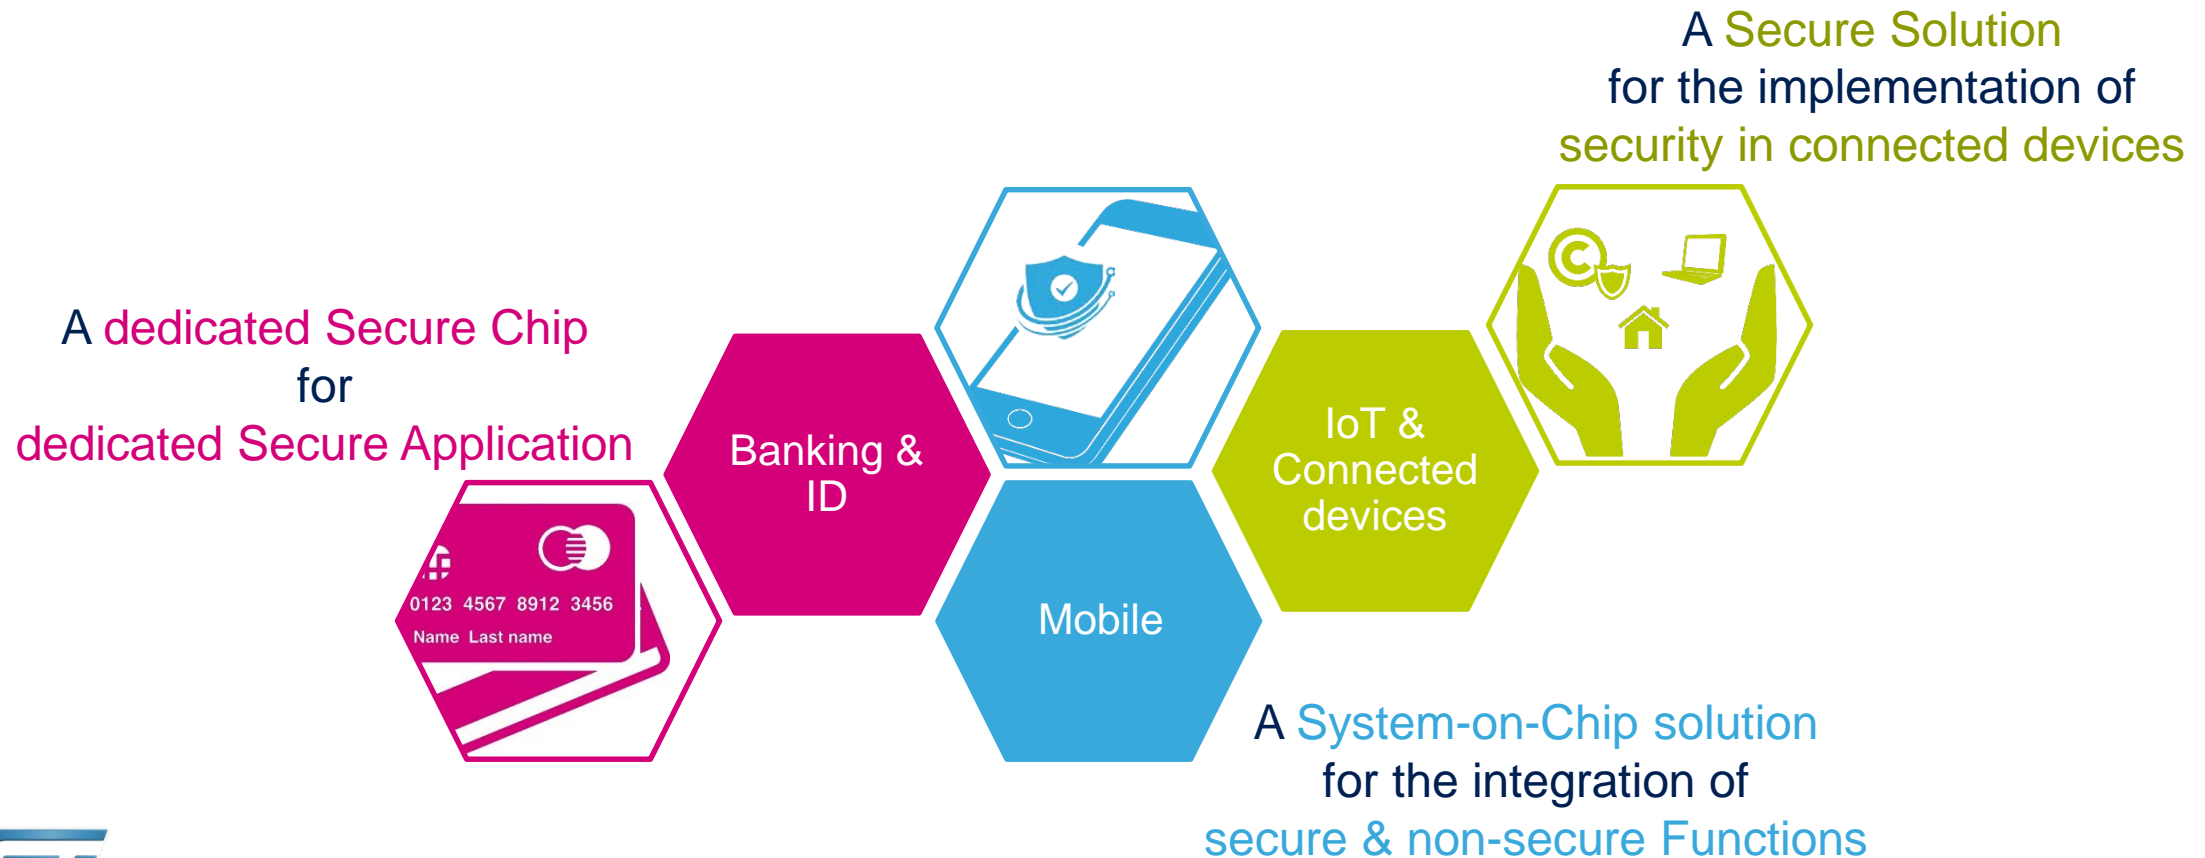 A Secure Solution
for the implementation of
security in connected devices
A dedicated Secure Chip
for
dedicated Secure Application
Banking &
ID
IoT &
Connected
devices
0123 4567 8912 3456
Name Last name
Mobile
A System-on-Chip solution
for the integration of
secure & non-secure Functions